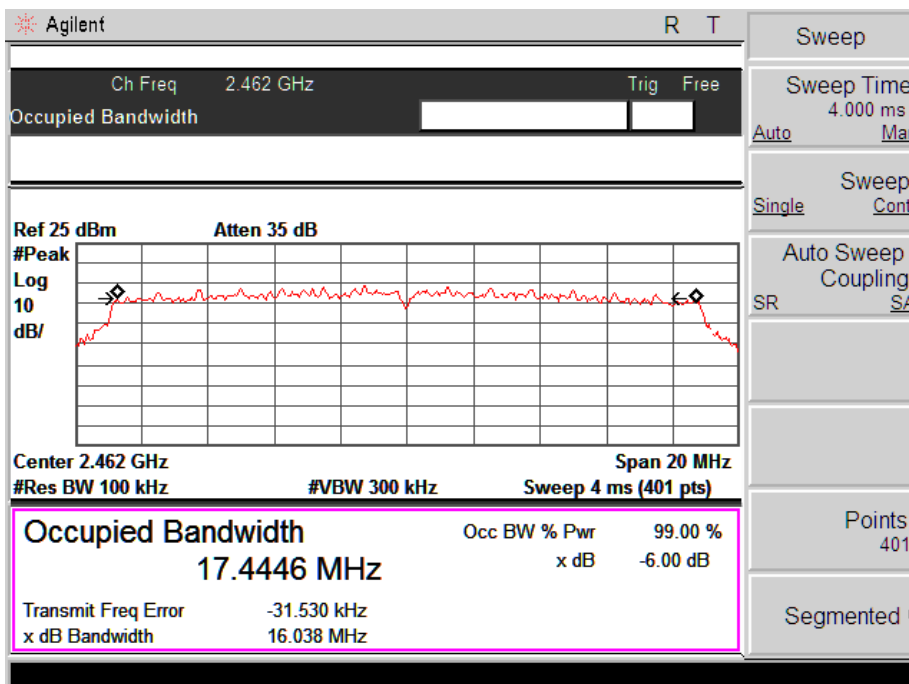 Agilent R T
Ch Freq 2.462 GHz Trig Free
Occupied Bandwidth
Ref 25 dBm Atten 35 dB
#Peak
Log
10
dB/
Center 2.462 GHz Span 20 MHz
#Res BW 100 kHz #VBW 300 kHz Sweep 4 ms (401 pts)
Occupied Bandwidth
17.4446 MHz
Occ BW % Pwr 99.00 %
x dB -6.00 dB
Transmit Freq Error -31.530 kHz
x dB Bandwidth 16.038 MHz
Sweep
Sweep Time
4.000 ms
Auto
Sweep
Single Cont
Auto Sweep
Coupling
SR
Points
401
Segmented